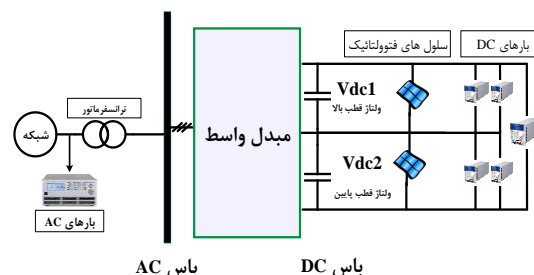 بارهای DC
سلول های فتوولتائیک
Vdc1
ولتاژ قطب بالا
ترانسفرماتور
مبدل واسط
شبکه
Vdc2
ولتاژ قطب پایین
بارهای AC
باس DC
باس AC